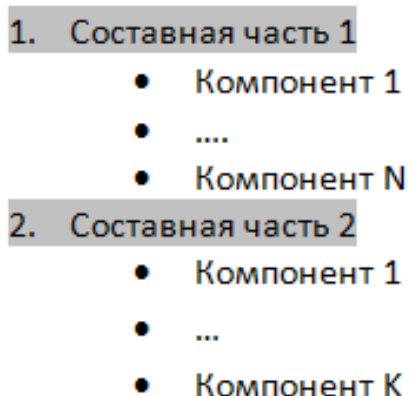 1. Составная часть 1
• Компонент 1
• ....
• Компонент N
2. Составная часть 2
• Компонент 1
• ...
• Компонент K